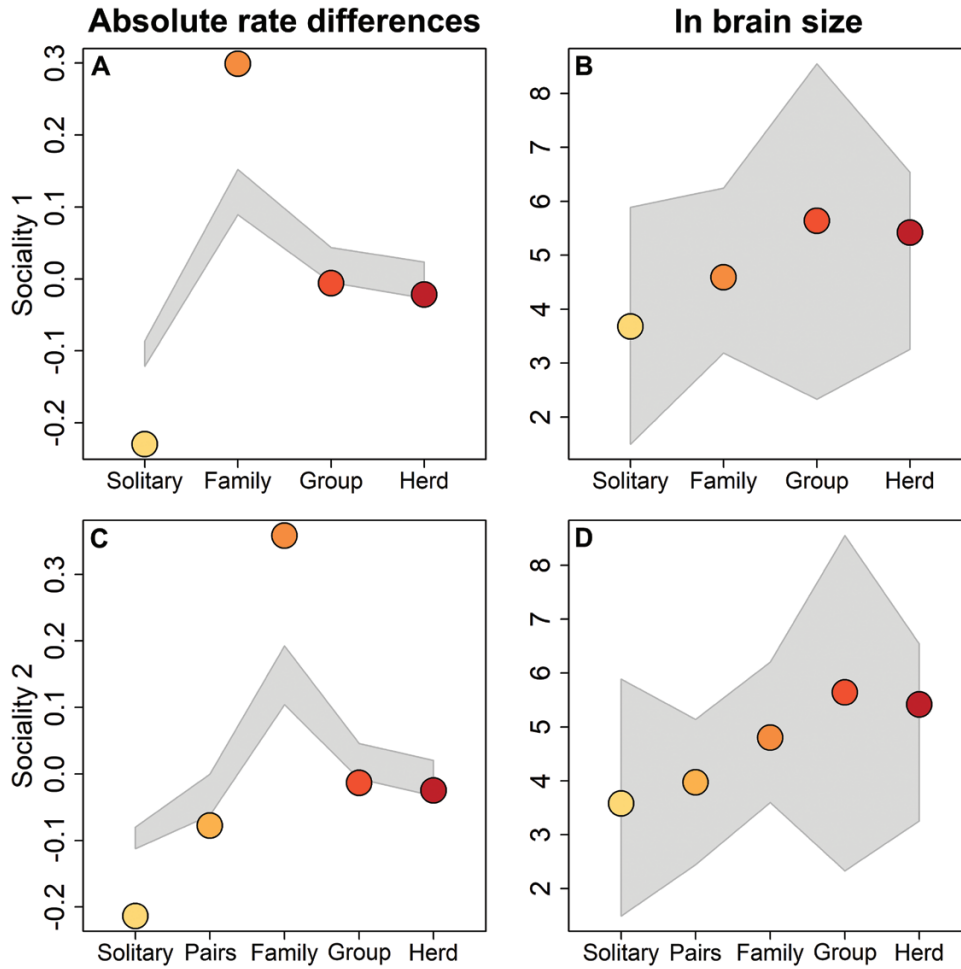 Absolute rate differences
In brain size
A
0.3
0.2
0.1
0.0
-0.1
-0.2
Sociality 1
Solitary Family Group Herd
B
8
7
6
5
4
3
2
Solitary Family Group Herd
C
0.3
0.2
0.1
0.0
-0.1
-0.2
Sociality 2
Solitary Pairs Family Group Herd
D
8
7
6
5
4
3
2
Solitary Pairs Family Group Herd